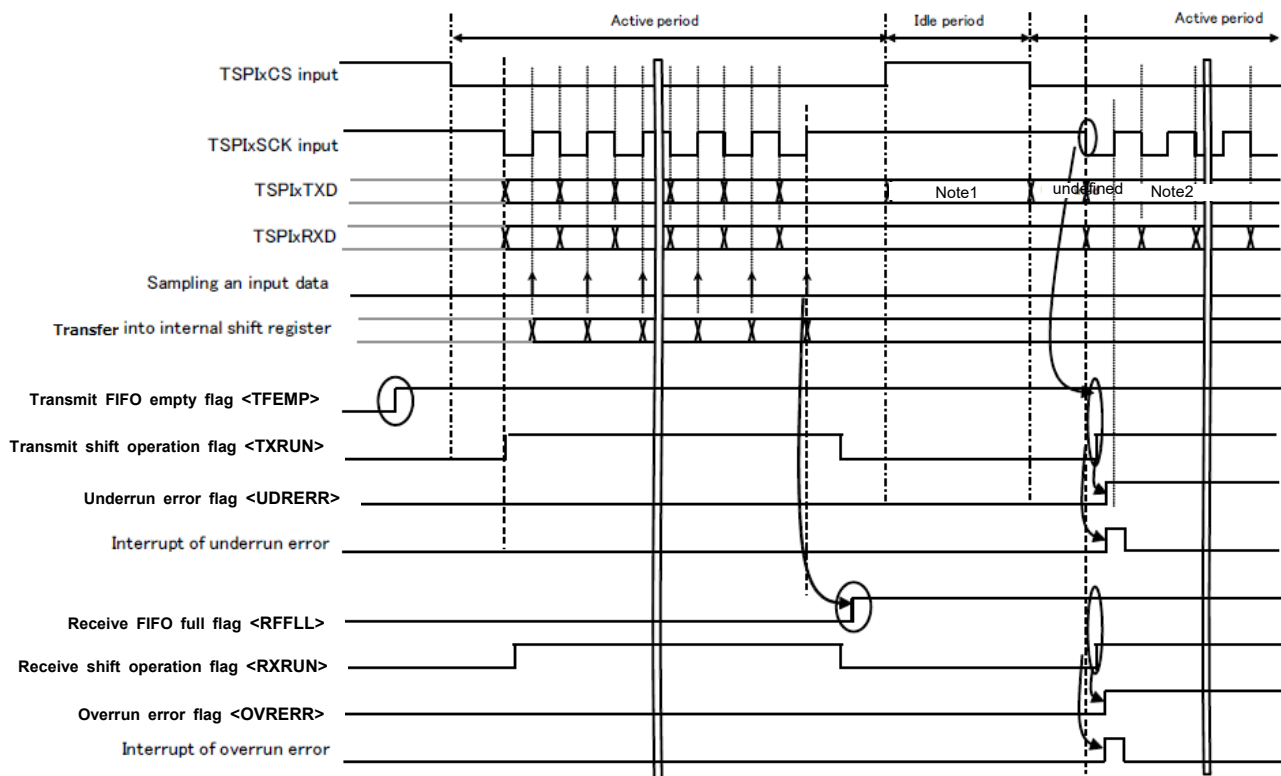 Active period
Idle period
Active period
TSPIxCS input
TSPIxSCK input
TSPIxTXD
Note1
undefined
Note2
TSPIxRXD
Sampling an input data
Transfer into internal shift register
Transmit FIFO empty flag <TFEMP>
Transmit shift operation flag <TXRUN>
Underrun error flag <UDRERR>
Interrupt of underrun error
Receive FIFO full flag <RFFLL>
Receive shift operation flag <RXRUN>
Overrun error flag <OVRERR>
Interrupt of overrun error